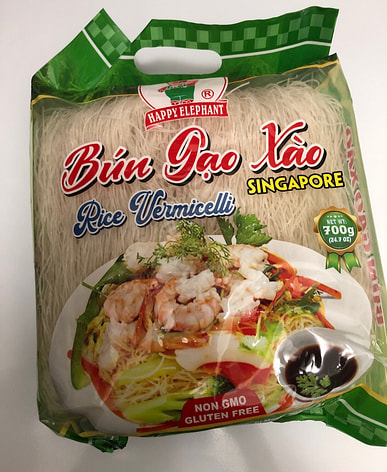 HAPPY ELEPHANT ®
Bún Gạo Xào
SINGAPORE
Rice Vermicelli
NET WT:
700g
(24.7 OZ)
NON GMO
GLUTEN FREE